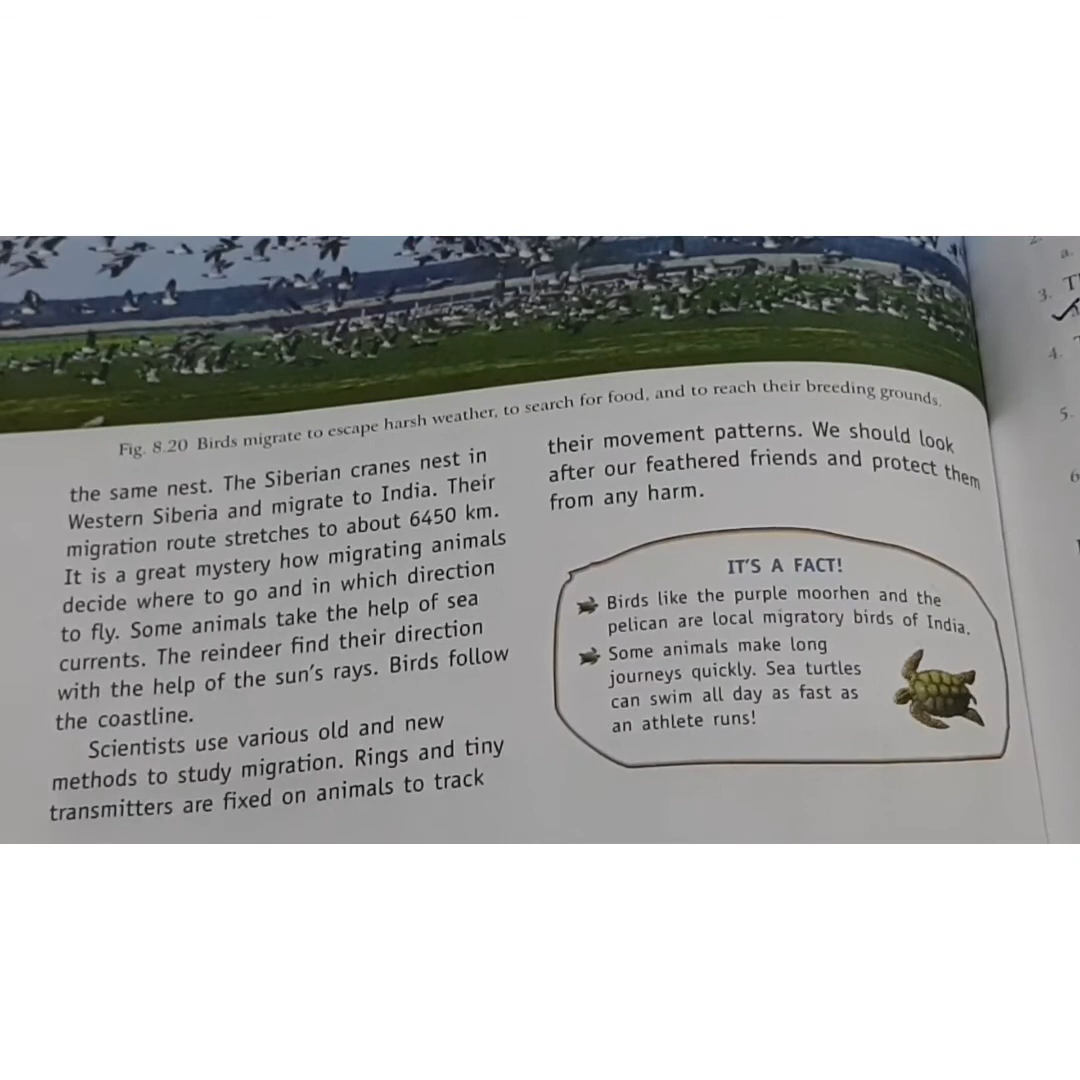 Fig. 8.20 Birds migrate to escape harsh weather, to search for food, and to reach their breeding grounds.
the same nest. The Siberian cranes nest in
Western Siberia and migrate to India. Their
migration route stretches to about 6450 km.
It is a great mystery how migrating animals
decide where to go and in which direction
to fly. Some animals take the help of sea
currents. The reindeer find their direction
with the help of the sun's rays. Birds follow
the coastline.
Scientists use various old and new
methods to study migration. Rings and tiny
transmitters are fixed on animals to track
their movement patterns. We should look
after our feathered friends and protect them
from any harm.
IT'S A FACT!
Birds like the purple moorhen and the
pelican are local migratory birds of India.
Some animals make long
journeys quickly. Sea turtles
can swim all day as fast as
an athlete runs!
a.
3.
4.
5.